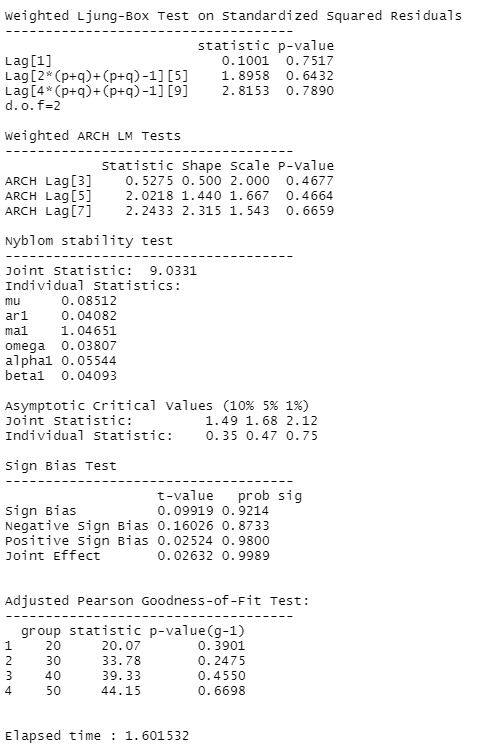 Weighted Ljung-Box Test on Standardized Squared Residuals
------------------------------------
                        statistic p-value
Lag[1]                     0.1001  0.7517
Lag[2*(p+q)+(p+q)-1][5]    1.8958  0.6432
Lag[4*(p+q)+(p+q)-1][9]    2.8153  0.7890
d.o.f=2

Weighted ARCH LM Tests
------------------------------------
            Statistic Shape Scale P-Value
ARCH Lag[3]    0.5275 0.500 2.000  0.4677
ARCH Lag[5]    2.0218 1.440 1.667  0.4664
ARCH Lag[7]    2.2433 2.315 1.543  0.6659

Nyblom stability test
------------------------------------
Joint Statistic:  9.0331
Individual Statistics:
mu     0.08512
ar1    0.04082
ma1    1.04651
omega  0.03807
alpha1 0.05544
beta1  0.04093

Asymptotic Critical Values (10% 5% 1%)
Joint Statistic:         1.49 1.68 2.12
Individual Statistic:    0.35 0.47 0.75

Sign Bias Test
------------------------------------
                   t-value   prob sig
Sign Bias          0.09919 0.9214
Negative Sign Bias 0.16026 0.8733
Positive Sign Bias 0.02524 0.9800
Joint Effect       0.02632 0.9989

Adjusted Pearson Goodness-of-Fit Test:
------------------------------------
  group statistic p-value(g-1)
1    20     20.07       0.3901
2    30     33.78       0.2475
3    40     39.33       0.4550
4    50     44.15       0.6698

Elapsed time : 1.601532